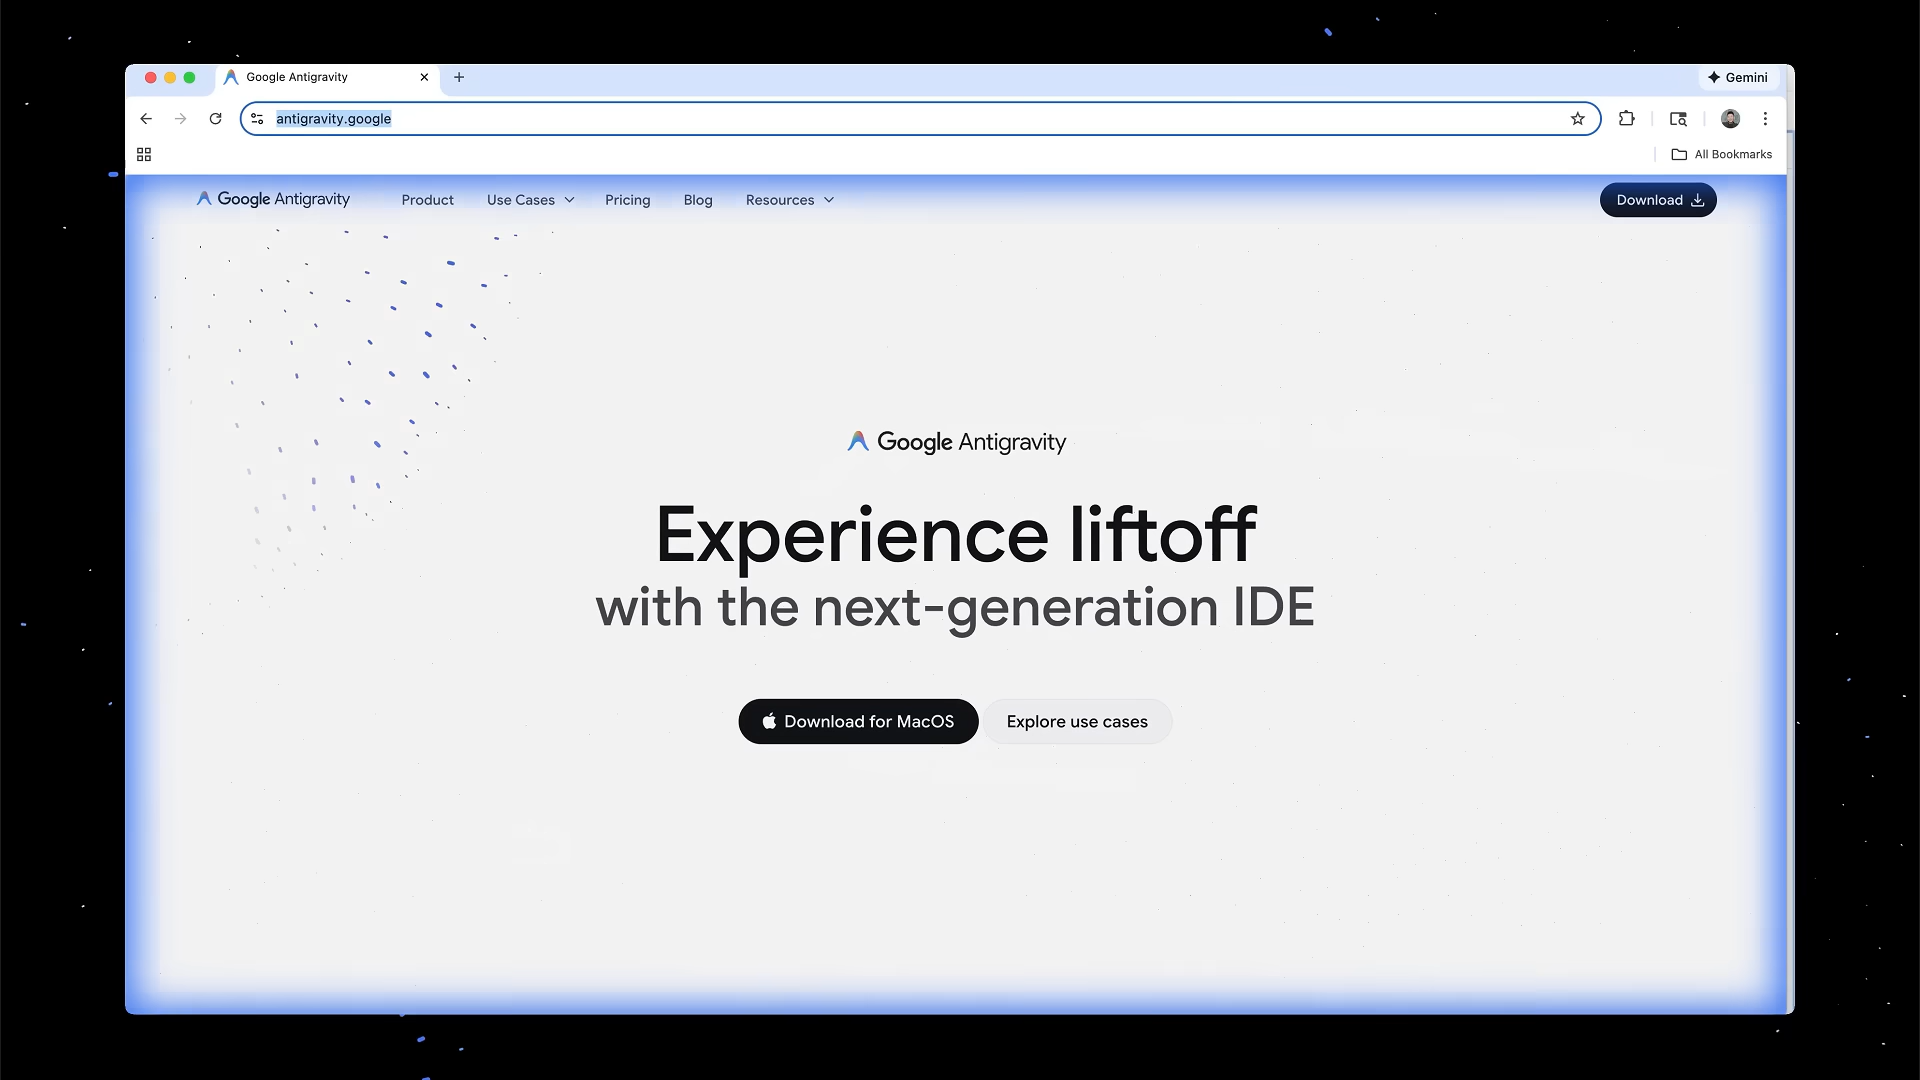 Google Antigravity
Gemini
antigravity.google
All Bookmarks
Google Antigravity
Product
Use Cases
Pricing
Blog
Resources
Download
Google Antigravity
Experience liftoff
with the next-generation IDE
Download for MacOS
Explore use cases